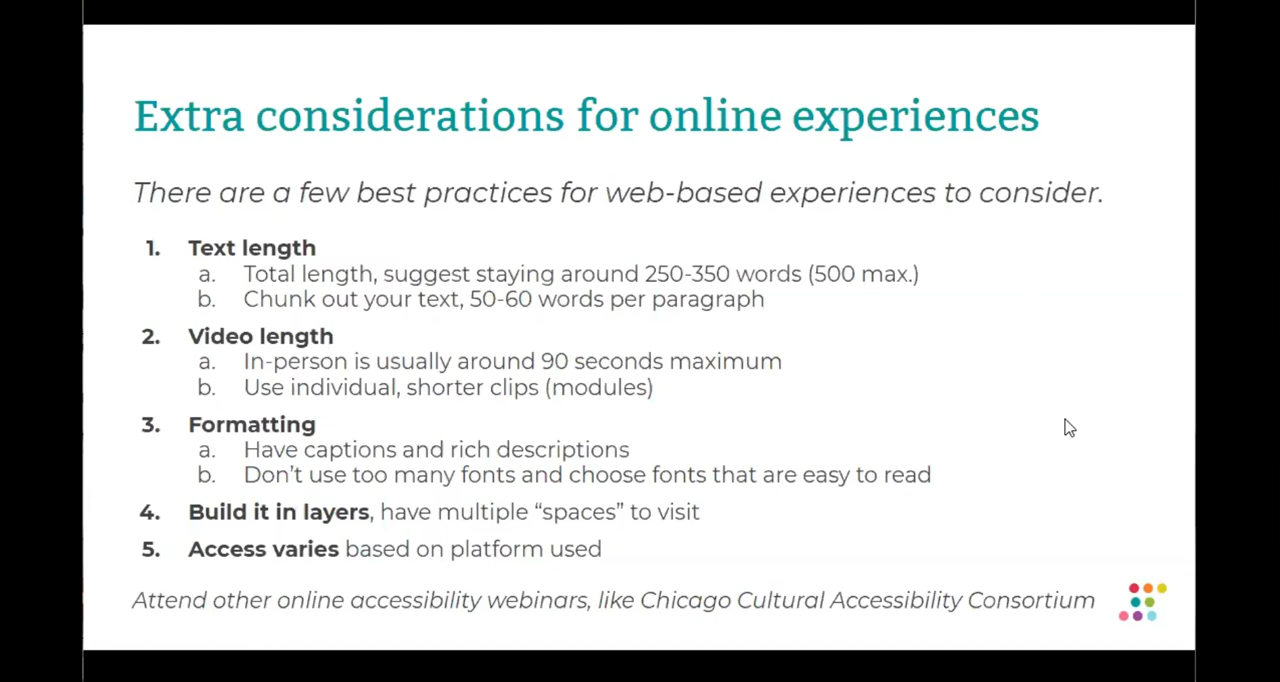 Extra considerations for online experiences
There are a few best practices for web-based experiences to consider.
1. Text length
a. Total length, suggest staying around 250-350 words (500 max.)
b. Chunk out your text, 50-60 words per paragraph
2. Video length
a. In-person is usually around 90 seconds maximum
b. Use individual, shorter clips (modules)
3. Formatting
a. Have captions and rich descriptions
b. Don’t use too many fonts and choose fonts that are easy to read
4. Build it in layers, have multiple “spaces” to visit
5. Access varies based on platform used
Attend other online accessibility webinars, like Chicago Cultural Accessibility Consortium